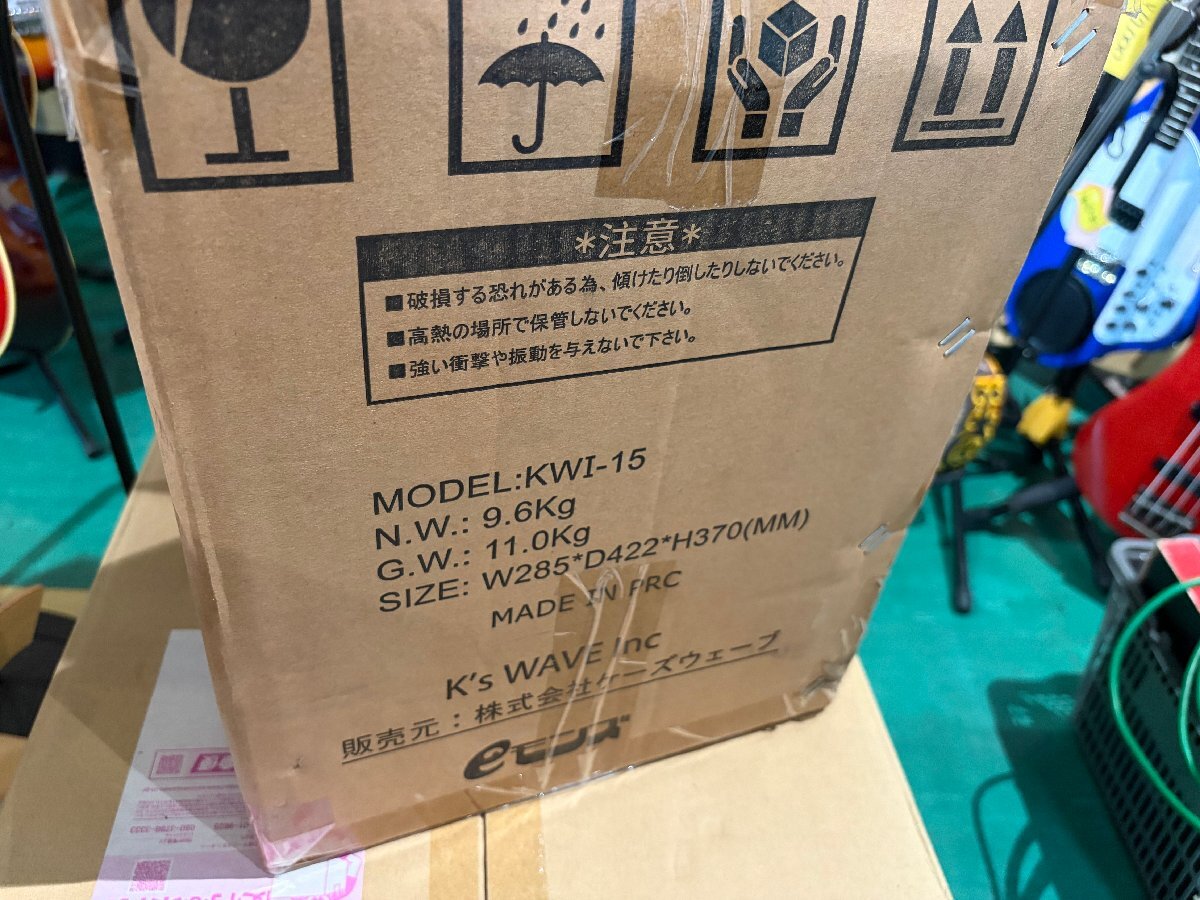 *注意*
■破損する恐れがある為、傾けたり倒したりしないでください。
■高熱の場所で保管しないでください。
■強い衝撃や振動を与えないで下さい。
MODEL:KWI-15
N.W.: 9.6Kg
G.W.: 11.0Kg
SIZE: W285*D422*H370(MM)
MADE IN PRC
K's WAVE Inc
販売元：株式会社ケーズウェーブ
eモンズ